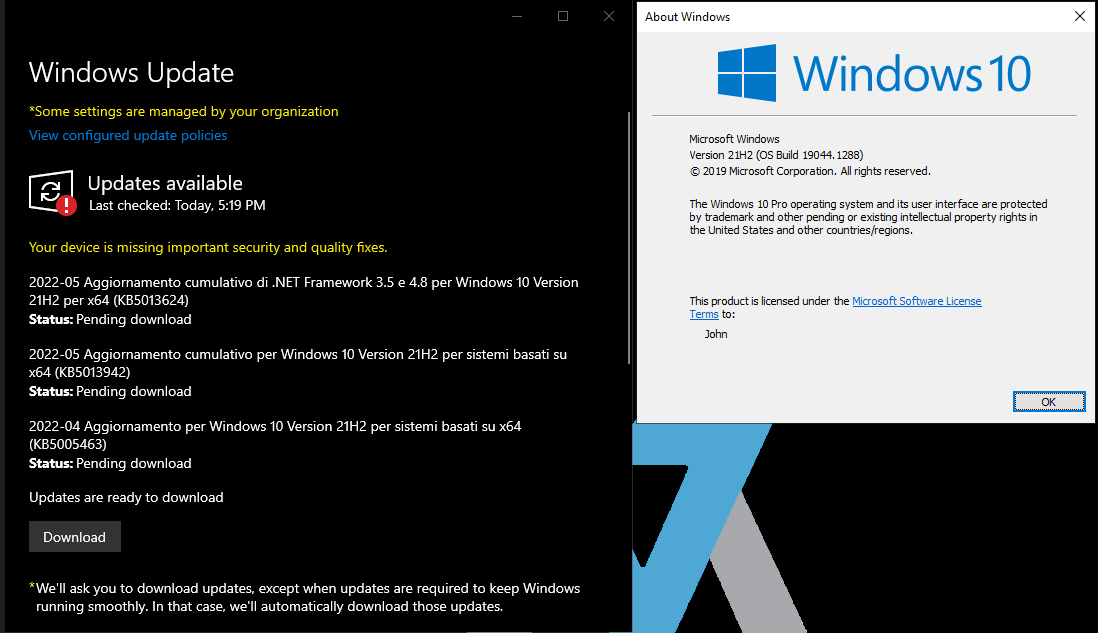 Windows Update
*Some settings are managed by your organization
View configured update policies
Updates available
Last checked: Today, 5:19 PM
Your device is missing important security and quality fixes.
2022-05 Aggiornamento cumulativo di .NET Framework 3.5 e 4.8 per Windows 10 Version
21H2 per x64 (KB5013624)
Status: Pending download
2022-05 Aggiornamento cumulativo per Windows 10 Version 21H2 per sistemi basati su
x64 (KB5013942)
Status: Pending download
2022-04 Aggiornamento per Windows 10 Version 21H2 per sistemi basati su x64
(KB5005463)
Status: Pending download
Updates are ready to download
Download
*We'll ask you to download updates, except when updates are required to keep Windows
running smoothly. In that case, we'll automatically download those updates.
About Windows
Windows 10
Microsoft Windows
Version 21H2 (OS Build 19044.1288)
© 2019 Microsoft Corporation. All rights reserved.
The Windows 10 Pro operating system and its user interface are protected
by trademark and other pending or existing intellectual property rights in
the United States and other countries/regions.
This product is licensed under the Microsoft Software License
Terms to:
John
OK